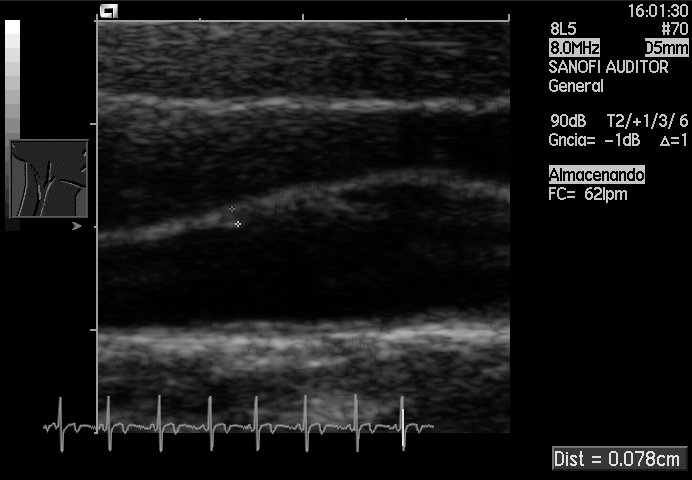 16:01:30
8L5 #70
8.0MHz D5mm
SANOFI AUDITOR
General
90dB T2/+1/3/ 6
Gncia= -1dB Δ=1
Almacenando
FC= 62lpm
Dist = 0.078cm